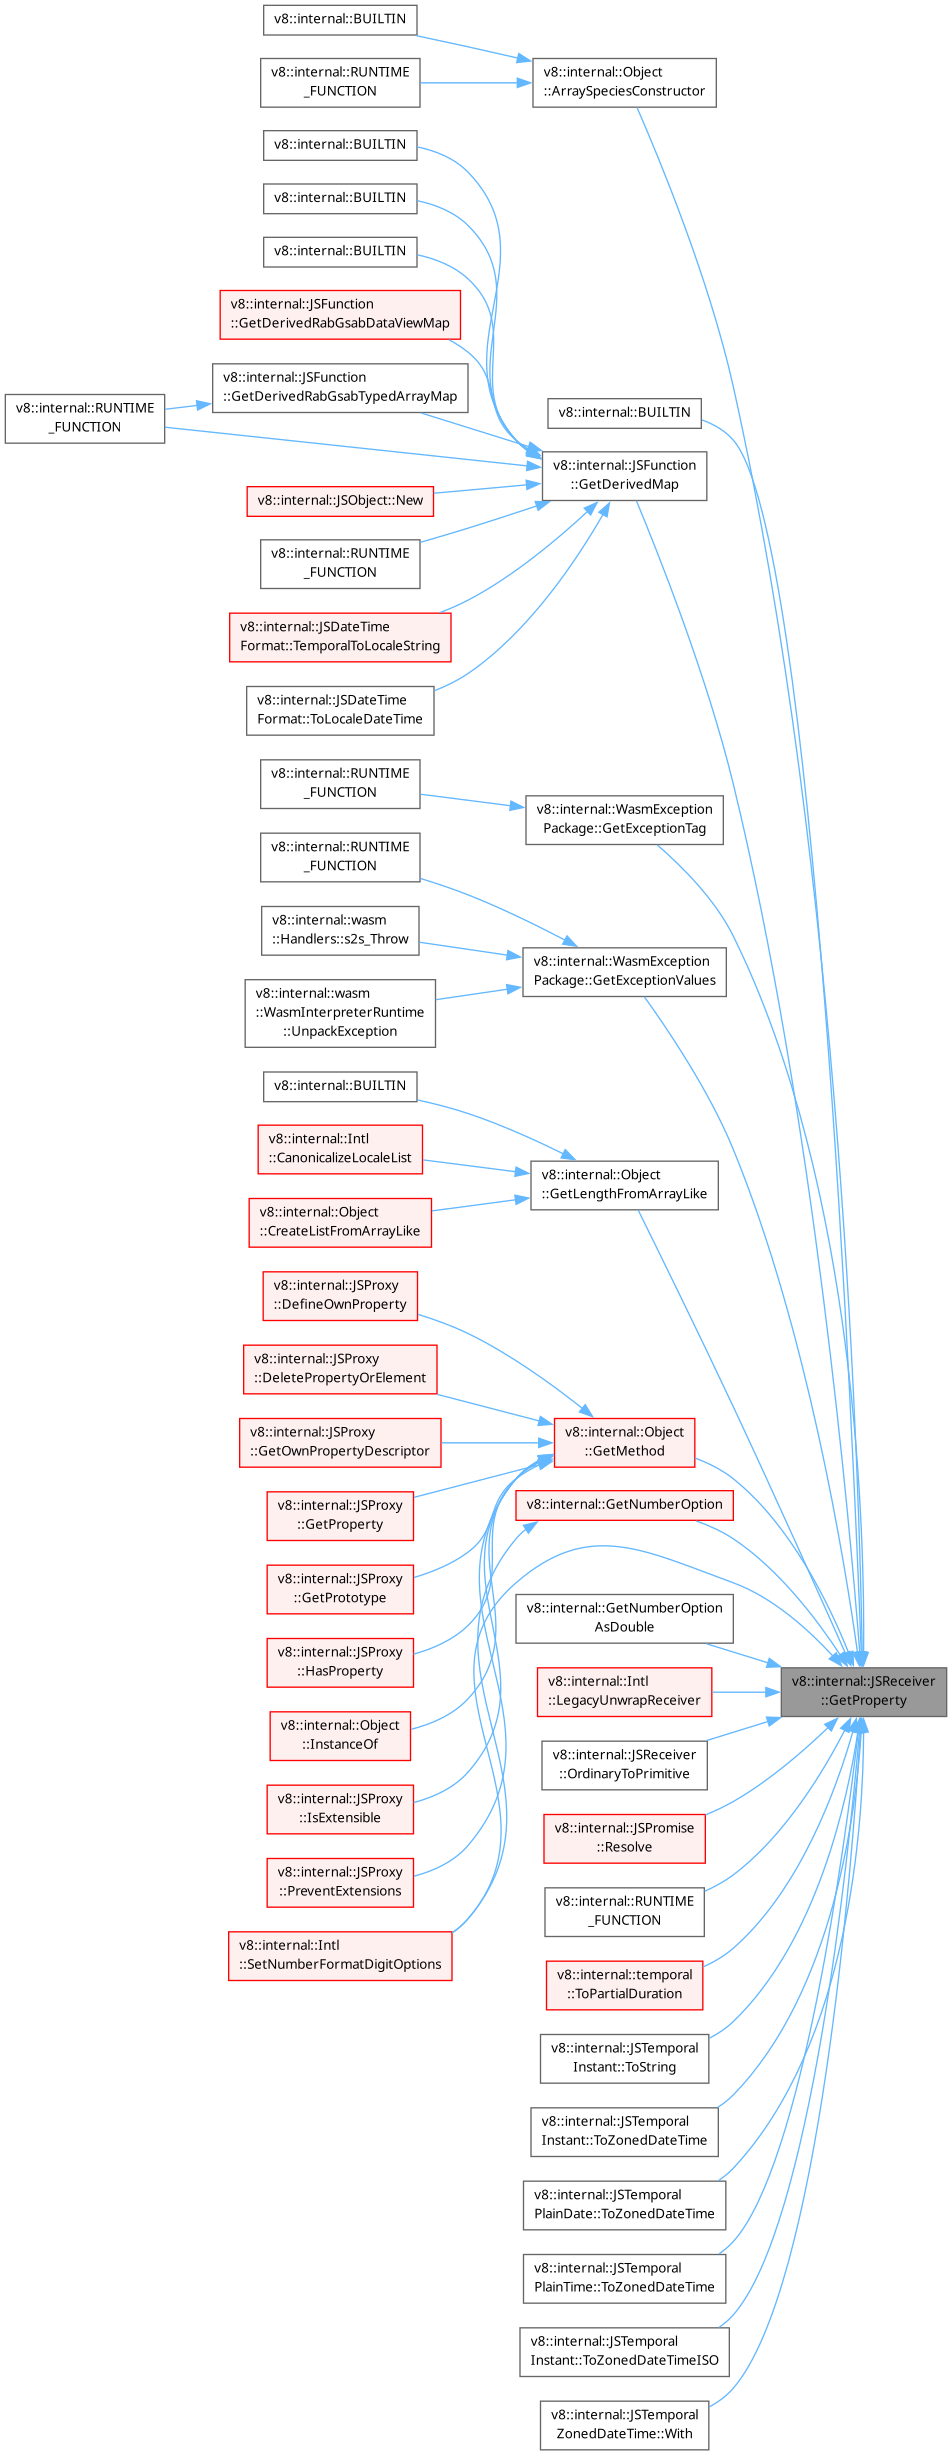 v8::internal::BUILTIN
v8::internal::RUNTIME
_FUNCTION
v8::internal::Object
::ArraySpeciesConstructor
v8::internal::BUILTIN
v8::internal::BUILTIN
v8::internal::BUILTIN
v8::internal::JSFunction
::GetDerivedRabGsabDataViewMap
v8::internal::JSFunction
::GetDerivedRabGsabTypedArrayMap
v8::internal::RUNTIME
_FUNCTION
v8::internal::BUILTIN
v8::internal::JSFunction
::GetDerivedMap
v8::internal::JSObject::New
v8::internal::RUNTIME
_FUNCTION
v8::internal::JSDateTime
Format::TemporalToLocaleString
v8::internal::JSDateTime
Format::ToLocaleDateTime
v8::internal::RUNTIME
_FUNCTION
v8::internal::WasmException
Package::GetExceptionTag
v8::internal::RUNTIME
_FUNCTION
v8::internal::wasm
::Handlers::s2s_Throw
v8::internal::WasmException
Package::GetExceptionValues
v8::internal::wasm
::WasmInterpreterRuntime
::UnpackException
v8::internal::BUILTIN
v8::internal::Intl
::CanonicalizeLocaleList
v8::internal::Object
::GetLengthFromArrayLike
v8::internal::Object
::CreateListFromArrayLike
v8::internal::JSProxy
::DefineOwnProperty
v8::internal::JSProxy
::DeletePropertyOrElement
v8::internal::JSProxy
::GetOwnPropertyDescriptor
v8::internal::Object
::GetMethod
v8::internal::JSProxy
::GetProperty
v8::internal::GetNumberOption
v8::internal::JSProxy
::GetPrototype
v8::internal::GetNumberOption
AsDouble
v8::internal::JSProxy
::HasProperty
v8::internal::Intl
::LegacyUnwrapReceiver
v8::internal::JSReceiver
::GetProperty
v8::internal::Object
::InstanceOf
v8::internal::JSReceiver
::OrdinaryToPrimitive
v8::internal::JSProxy
::IsExtensible
v8::internal::JSPromise
::Resolve
v8::internal::JSProxy
::PreventExtensions
v8::internal::RUNTIME
_FUNCTION
v8::internal::Intl
::SetNumberFormatDigitOptions
v8::internal::temporal
::ToPartialDuration
v8::internal::JSTemporal
Instant::ToString
v8::internal::JSTemporal
Instant::ToZonedDateTime
v8::internal::JSTemporal
PlainDate::ToZonedDateTime
v8::internal::JSTemporal
PlainTime::ToZonedDateTime
v8::internal::JSTemporal
Instant::ToZonedDateTimeISO
v8::internal::JSTemporal
ZonedDateTime::With